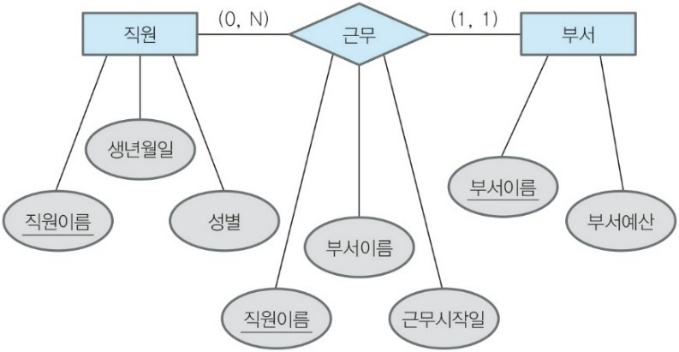 직원
(0, N)
근무
(1, 1)
부서
생년월일
직원이름
성별
부서이름
부서예산
부서이름
직원이름
근무시작일